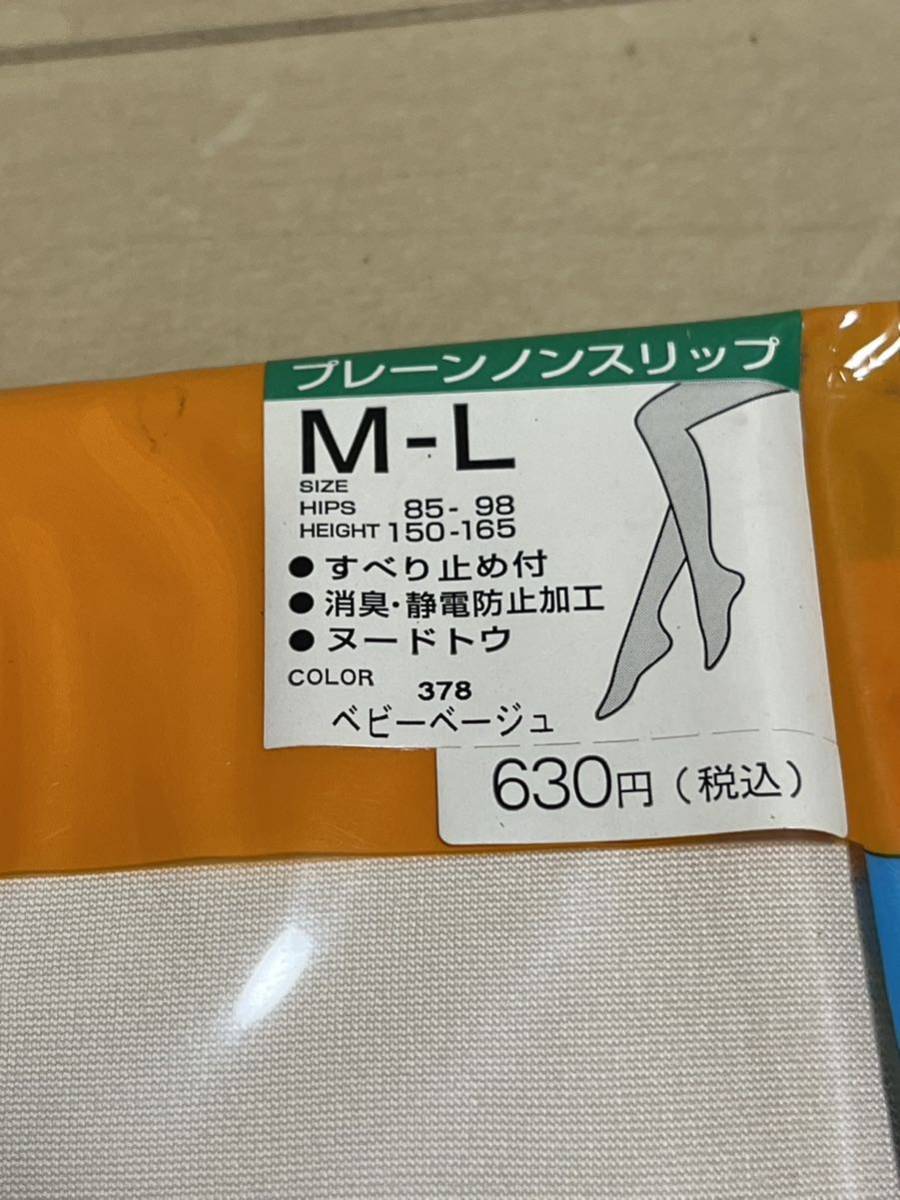 プレーンノンスリップ
M-L
SIZE
HIPS 85-98
HEIGHT 150-165
● すべり止め付
● 消臭・静電防止加工
● ヌードトウ
COLOR 378
ベビーベージュ
630円(税込)